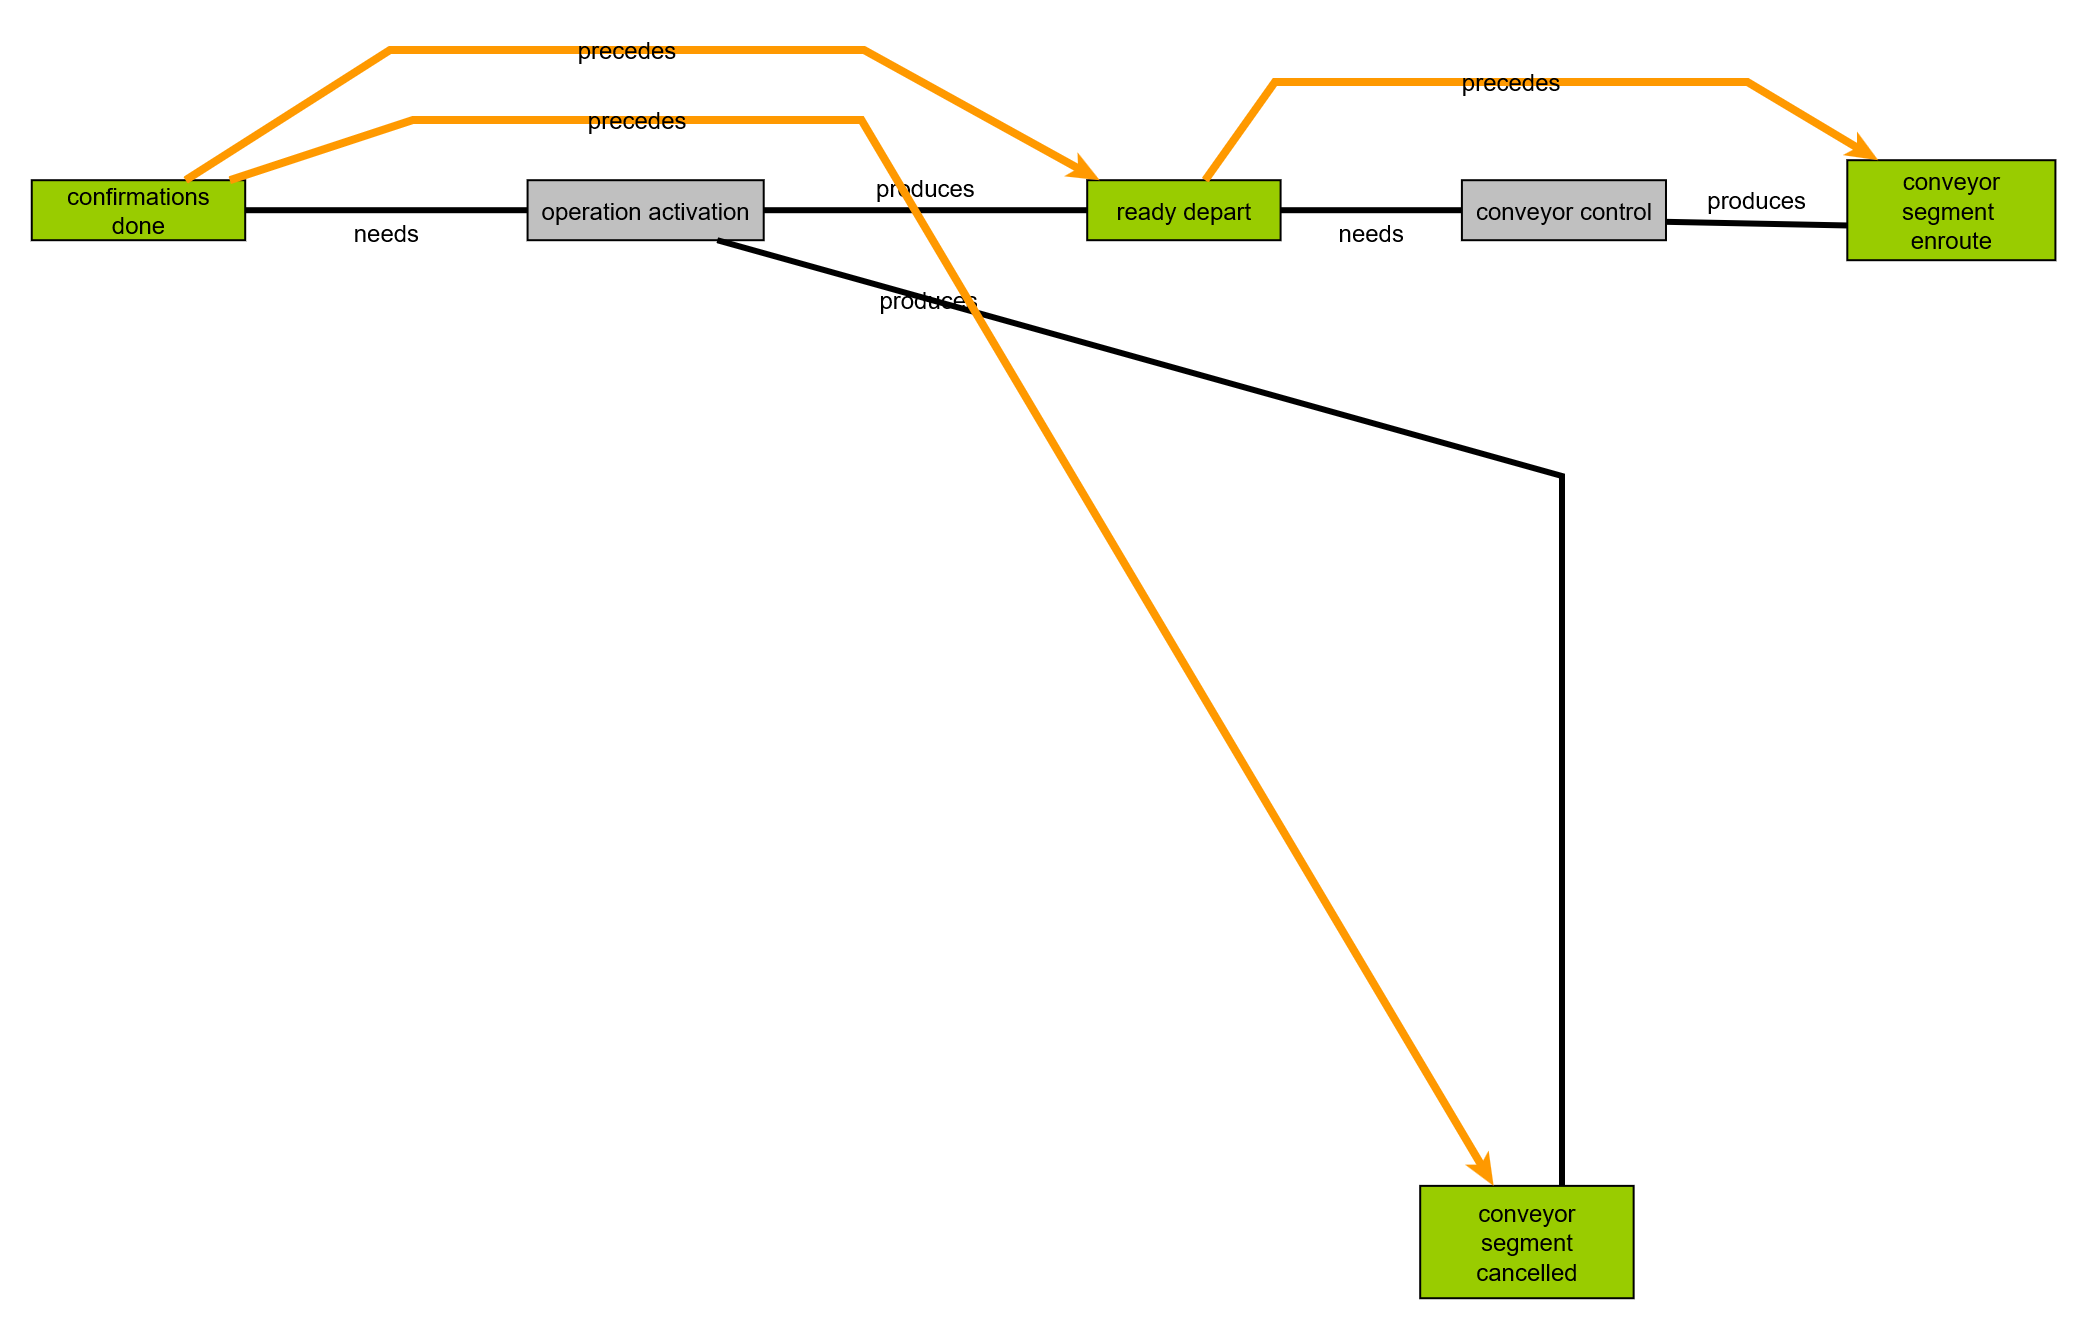 precedes
precedes
precedes
confirmations
done
needs
operation activation
produces
ready depart
needs
conveyor control
produces
conveyor
segment
enroute
produces
conveyor
segment
cancelled